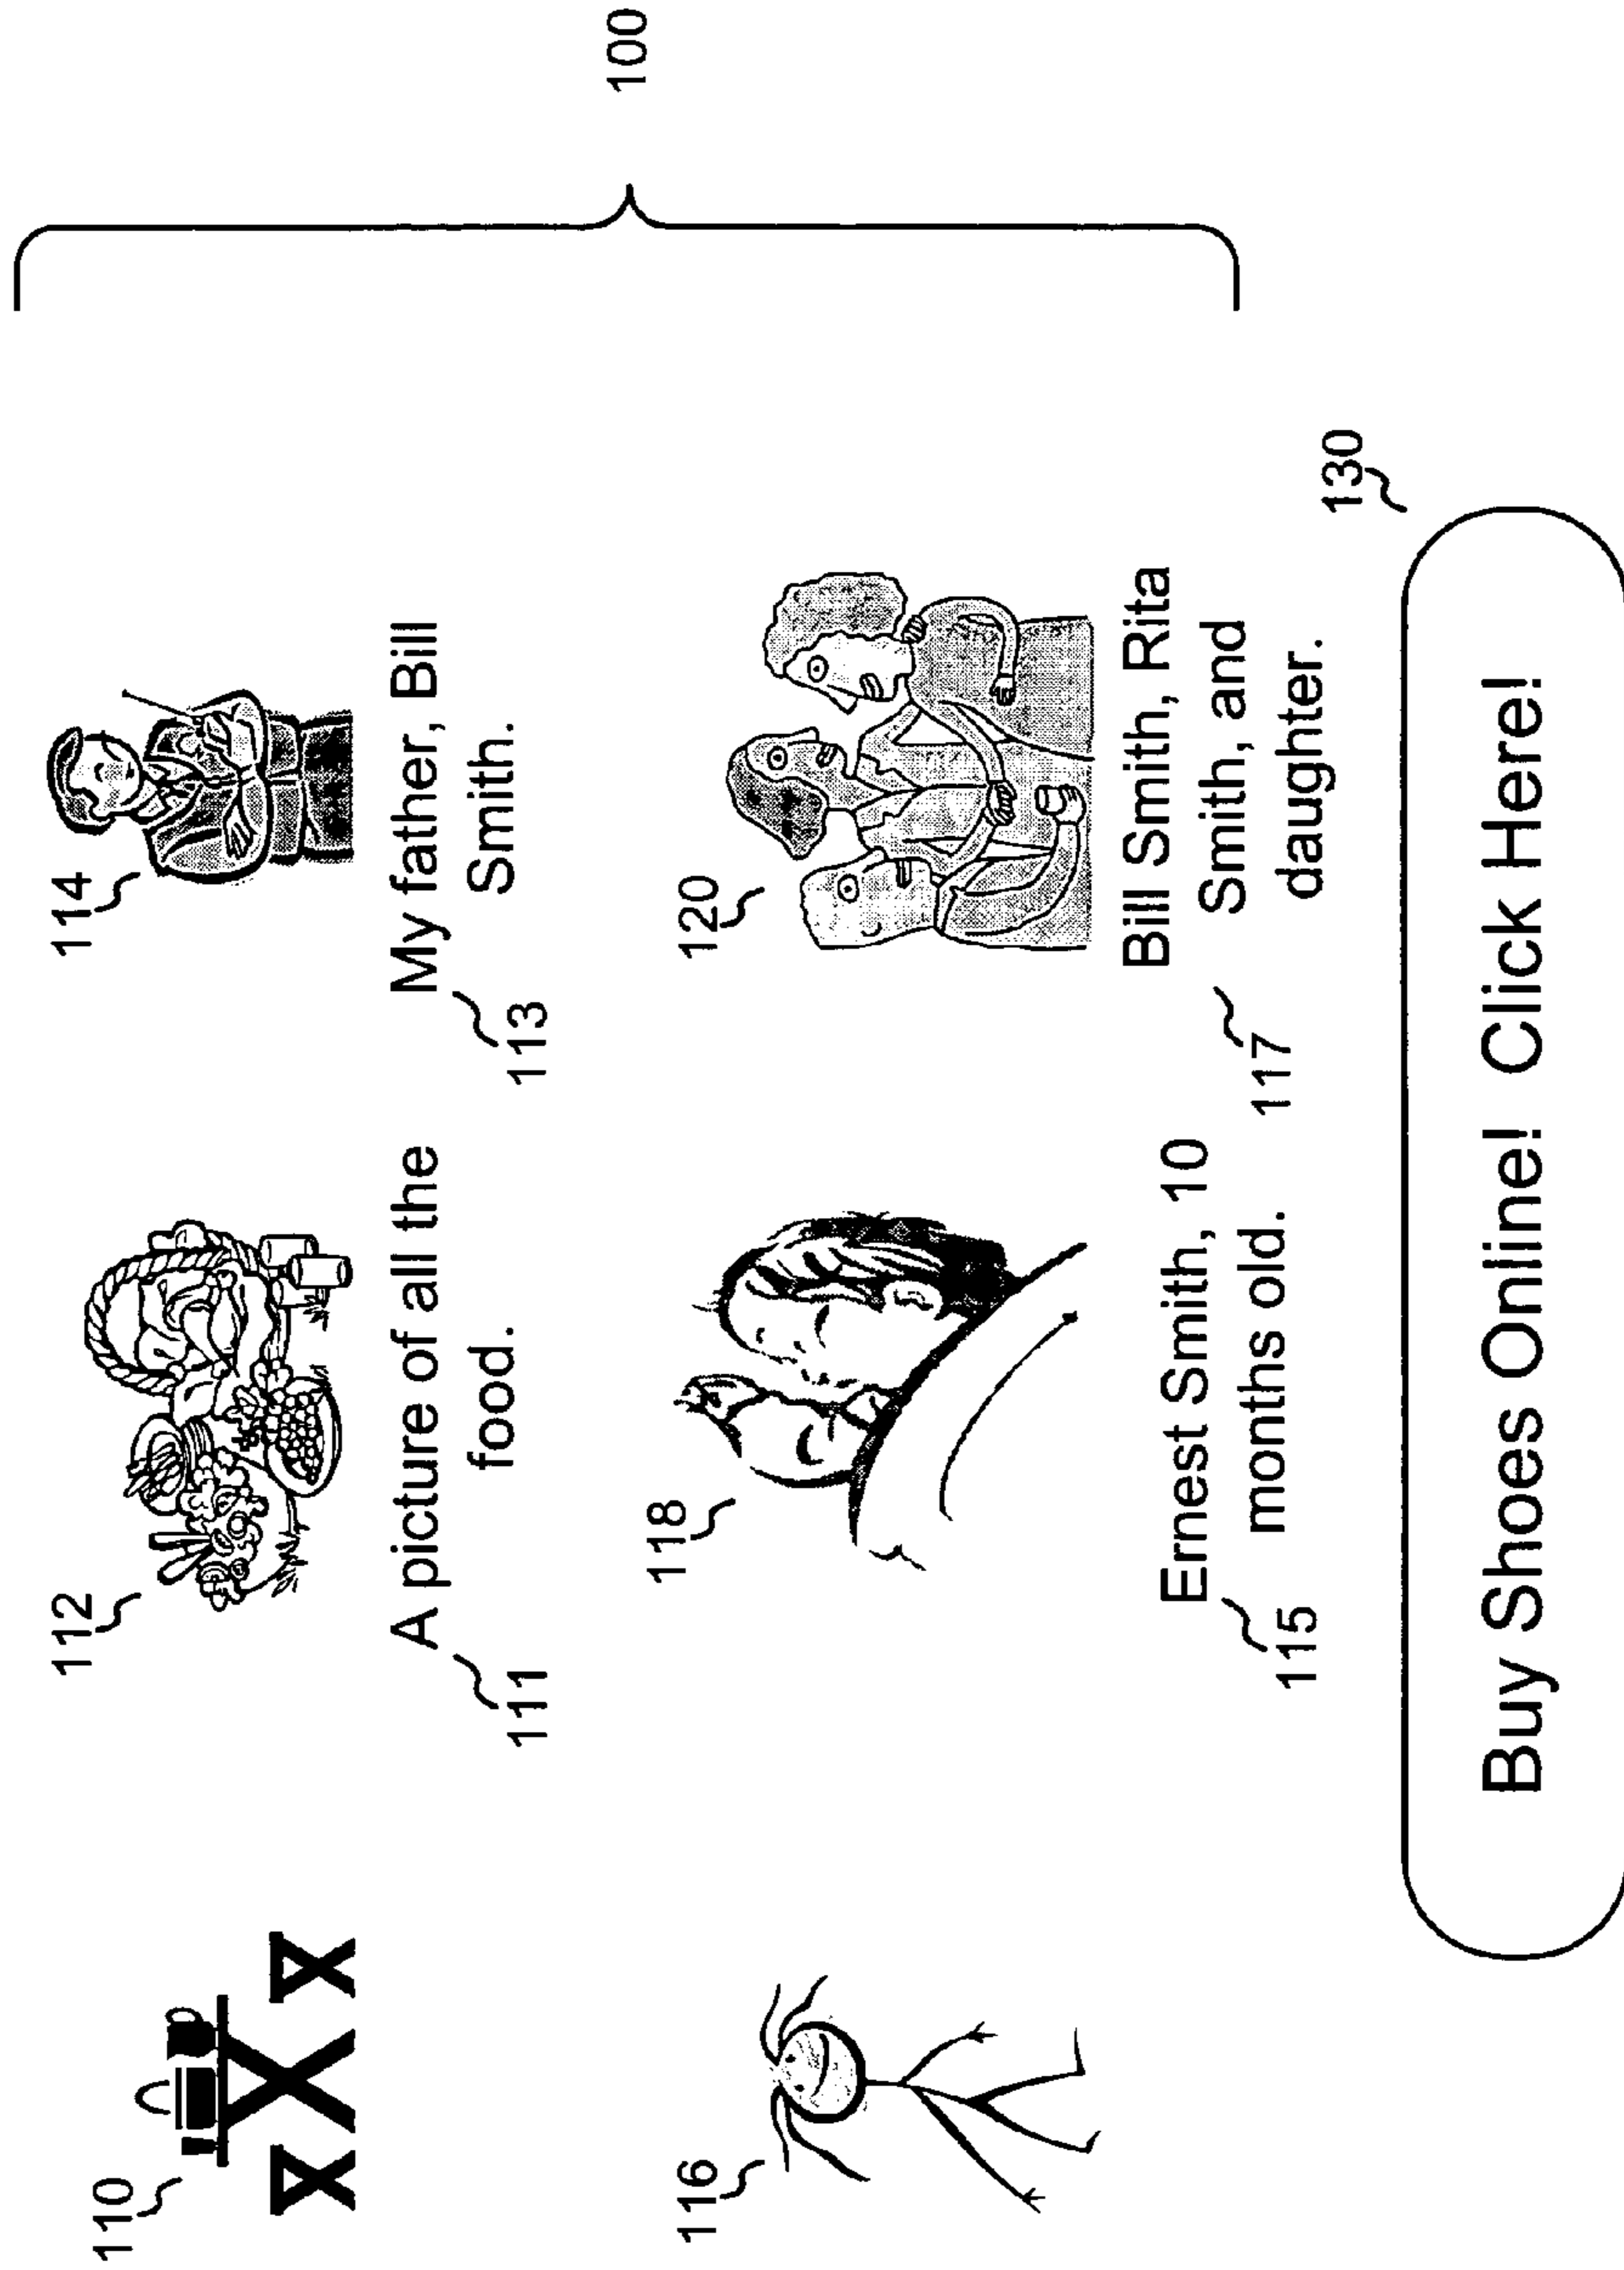 110
112
114
A picture of all the
food.
111
My father, Bill
Smith.
113
100
116
118
120
Ernest Smith, 10
months old.
115
Bill Smith, Rita
Smith, and
daughter.
117
130
Buy Shoes Online! Click Here!